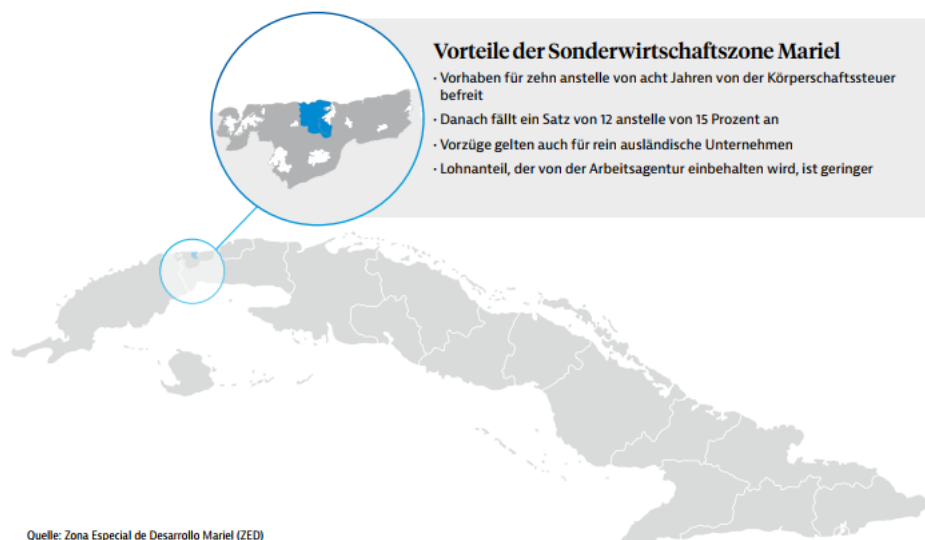 Vorteile der Sonderwirtschaftszone Mariel
· Vorhaben für zehn anstelle von acht Jahren von der Körperschaftssteuer
befreit
· Danach fällt ein Satz von 12 anstelle von 15 Prozent an
· Vorzüge gelten auch für rein ausländische Unternehmen
· Lohnanteil, der von der Arbeitsagentur einbehalten wird, ist geringer
Quelle: Zona Especial de Desarrollo Mariel (ZED)